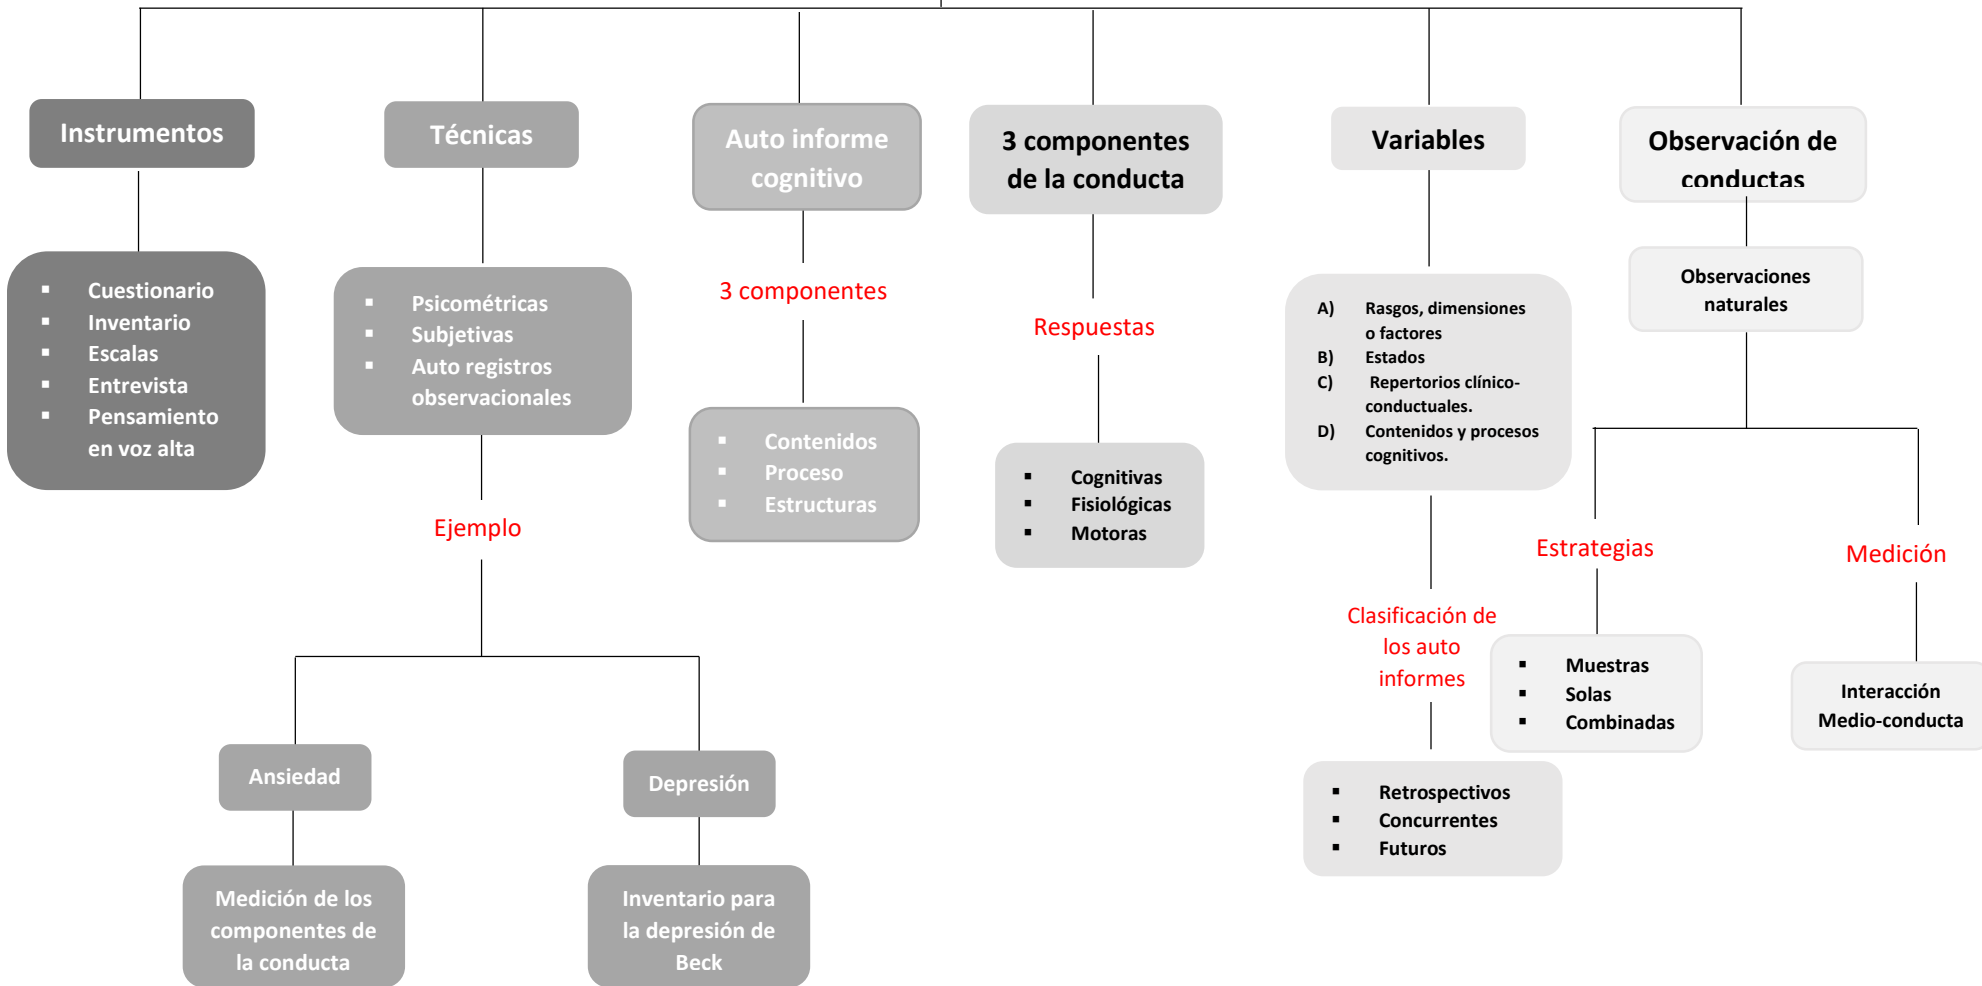 Instrumentos
Técnicas
Auto informe
cognitivo
3 componentes
de la conducta
Variables
Observación de
conductas
▪ Cuestionario
▪ Inventario
▪ Escalas
▪ Entrevista
▪ Pensamiento
en voz alta
▪ Psicométricas
▪ Subjetivas
▪ Auto registros
observacionales
3 componentes
Respuestas
A) Rasgos, dimensiones
o factores
B) Estados
C) Repertorios clínico-
conductuales.
D) Contenidos y procesos
cognitivos.
Observaciones
naturales
Ejemplo
▪ Contenidos
▪ Proceso
▪ Estructuras
▪ Cognitivas
▪ Fisiológicas
▪ Motoras
Clasificación de
los auto
informes
Estrategias
Medición
▪ Muestras
▪ Solas
▪ Combinadas
Interacción
Medio-conducta
Ansiedad
Depresión
▪ Retrospectivos
▪ Concurrentes
▪ Futuros
Medición de los
componentes de
la conducta
Inventario para
la depresión de
Beck